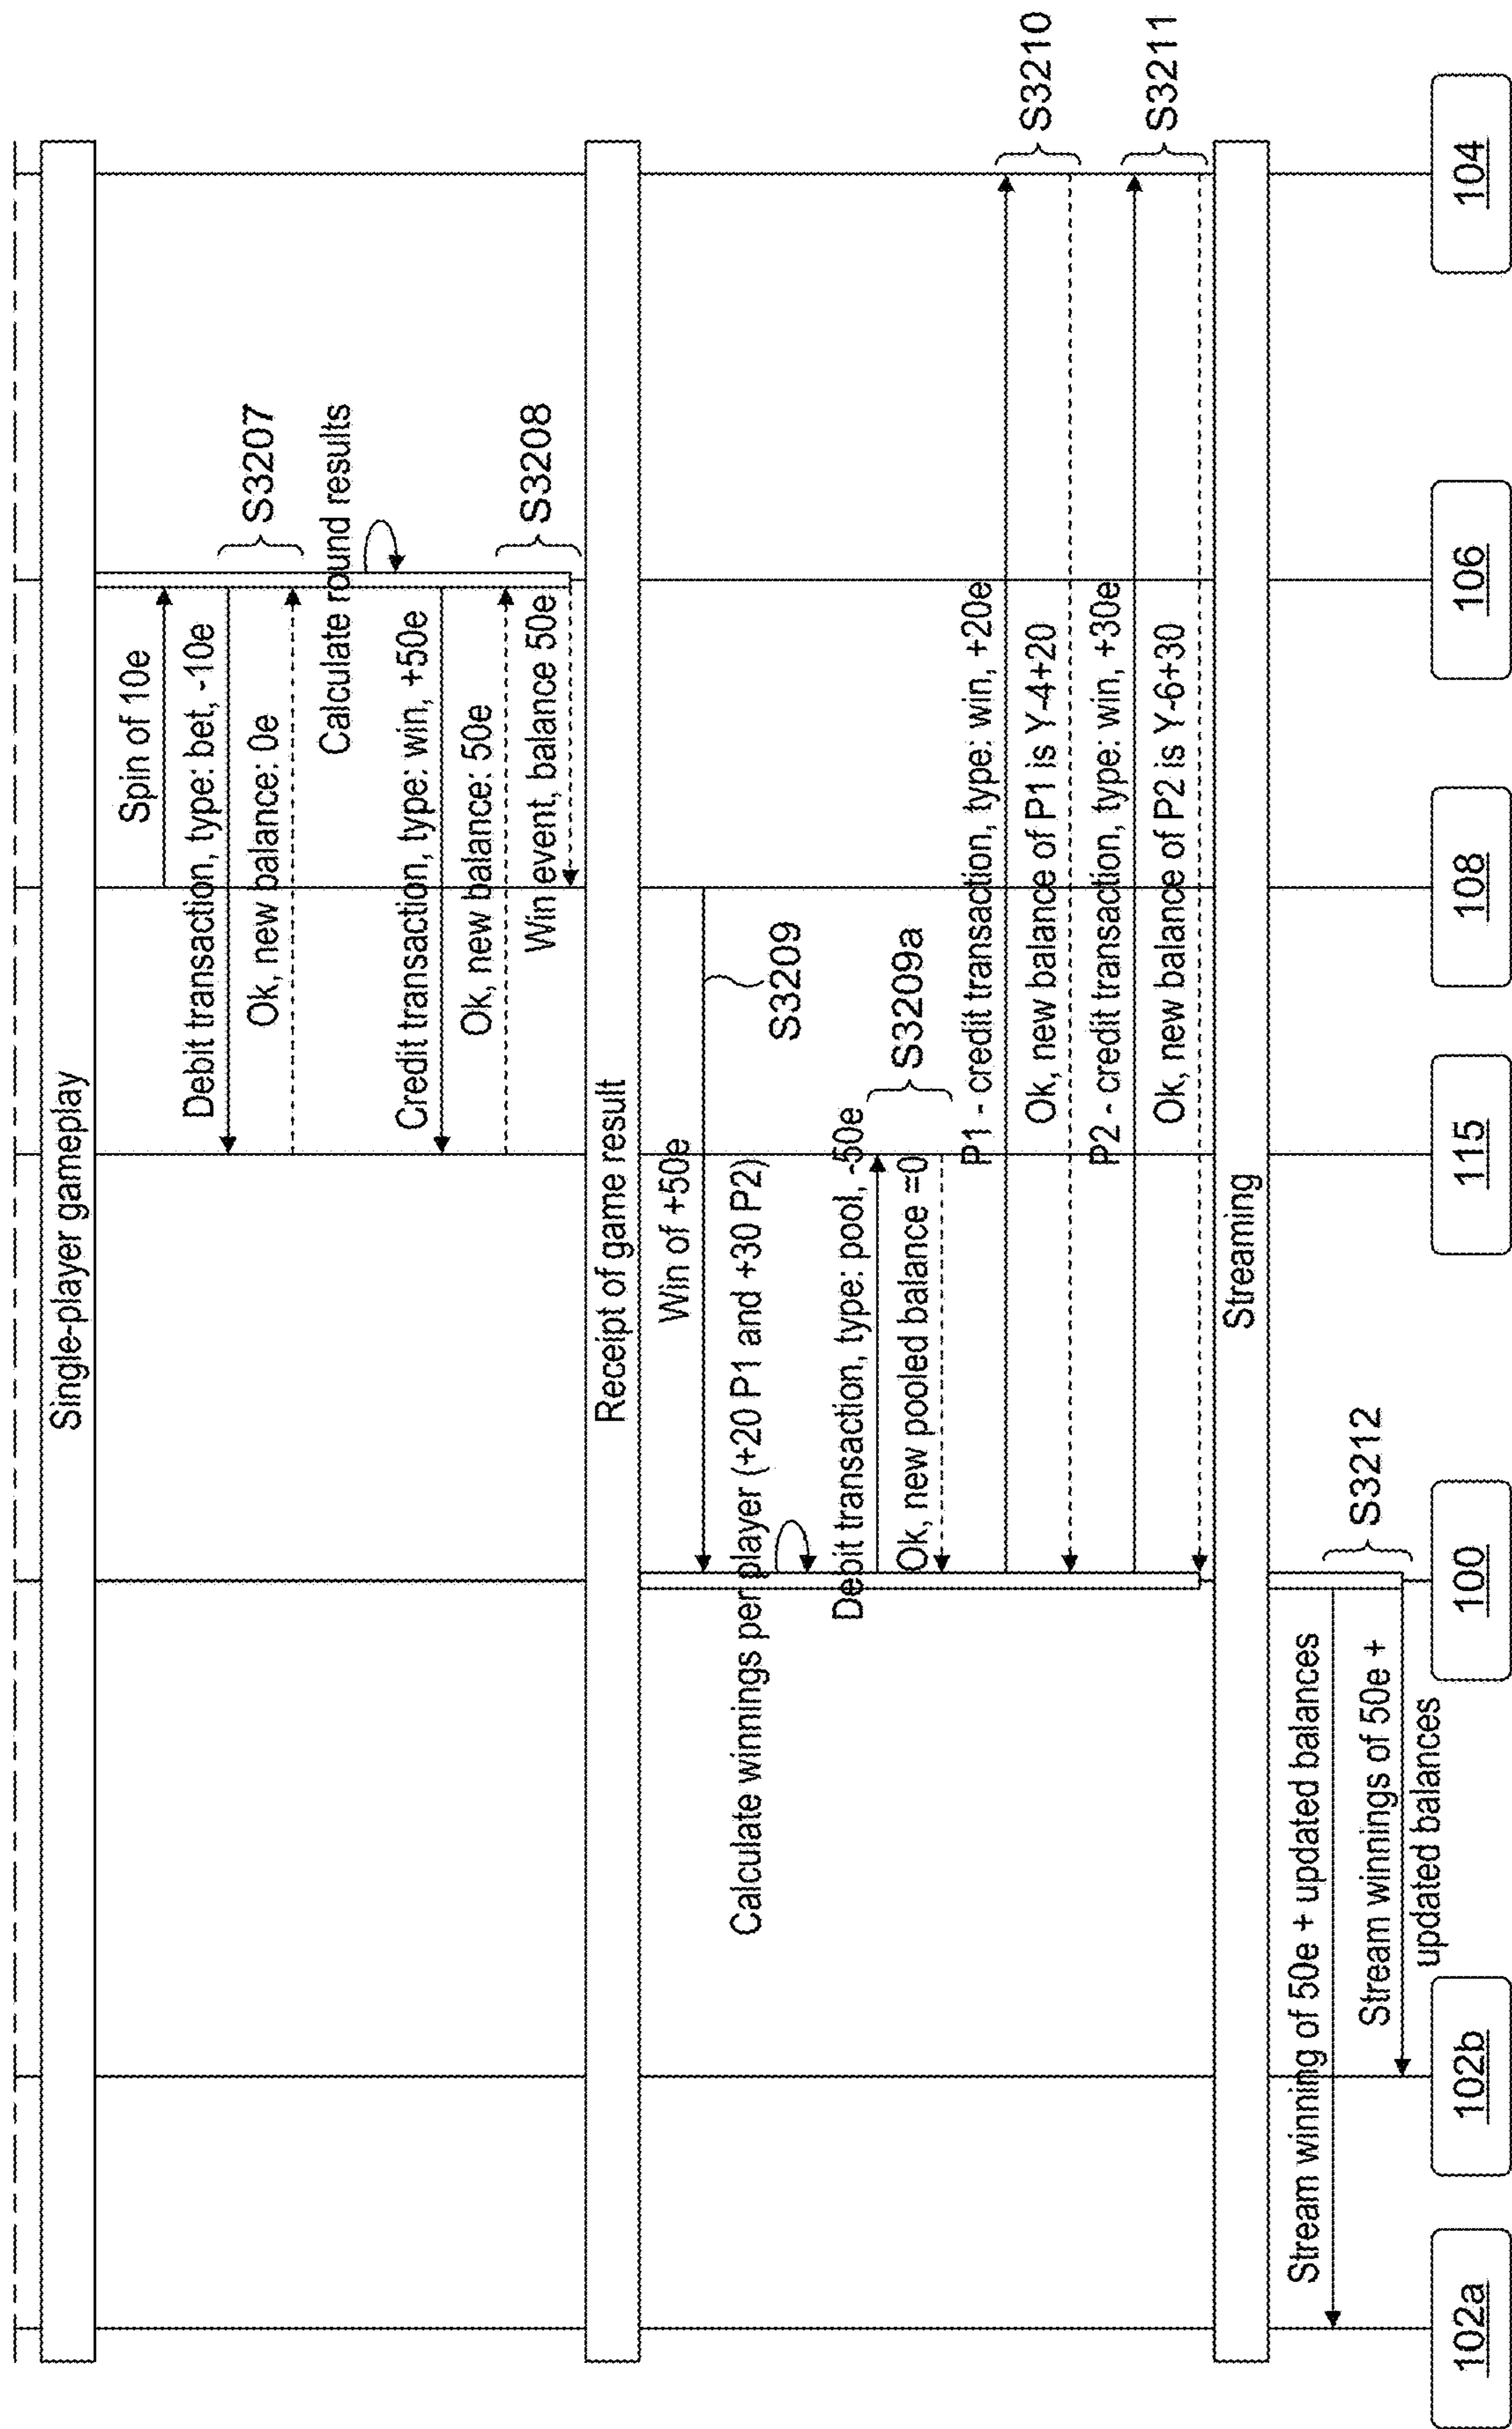 Single-player gameplay
Spin of 10e
Debit transaction, type: bet, -10e
S3207
Ok, new balance: 0e
Calculate round results
Credit transaction, type: win, +50e
Ok, new balance: 50e
S3208
Win event, balance 50e
Receipt of game result
Win of +50e
S3209
Calculate winnings per player (+20 P1 and +30 P2)
Debit transaction, type: pool, -50e
S3209a
Ok, new pooled balance =0
P1 - credit transaction, type: win, +20e
S3210
Ok, new balance of P1 is Y-4+20
P2 - credit transaction, type: win, +30e
S3211
Ok, new balance of P2 is Y-6+30
Streaming
Stream winning of 50e + updated balances
S3212
Stream winnings of 50e +
updated balances
102a
102b
100
115
108
106
104